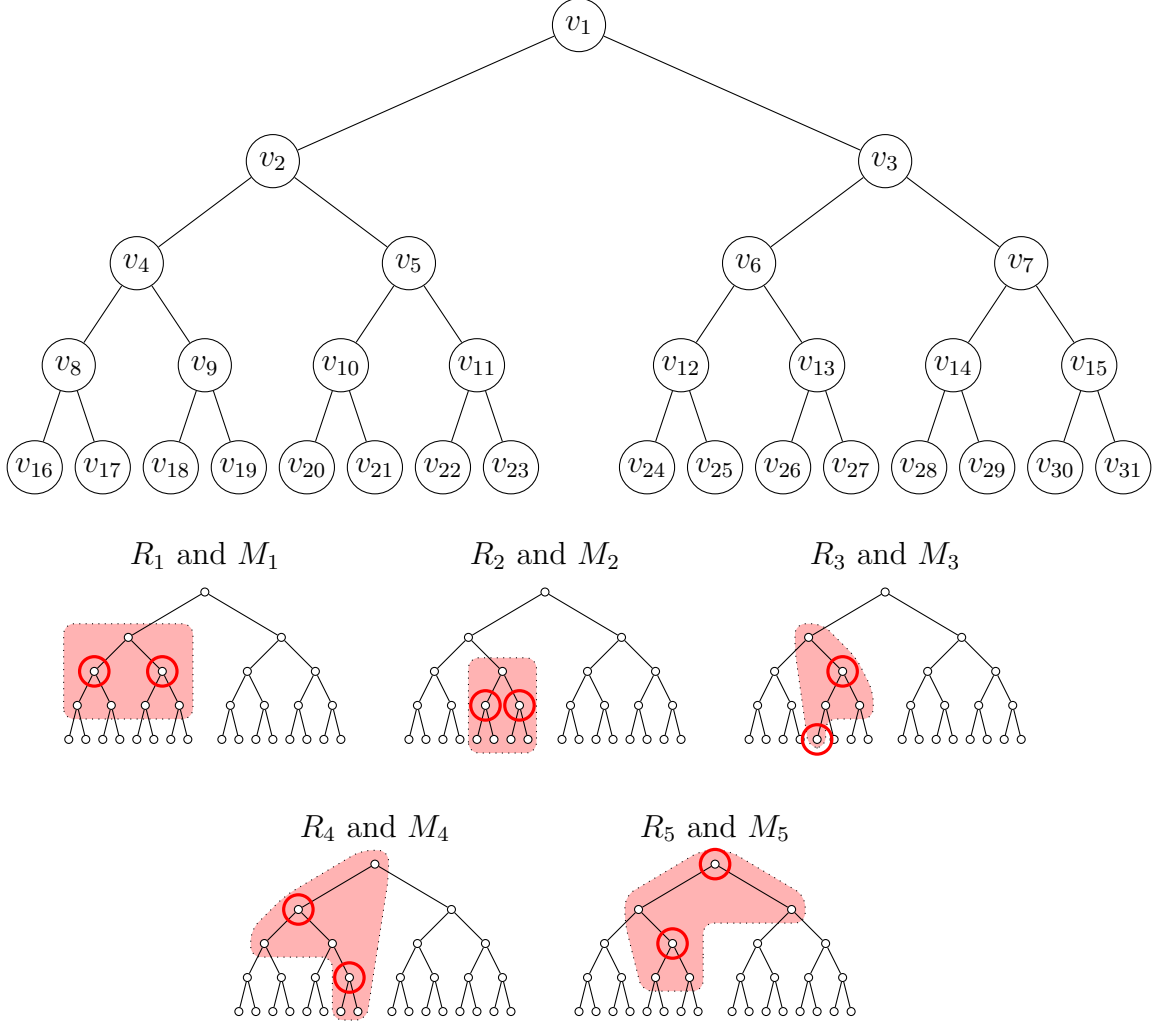 v₁
v₂ v₃
v₄ v₅ v₆ v₇
v₈ v₉ v₁₀ v₁₁ v₁₂ v₁₃ v₁₄ v₁₅
v₁₆ v₁₇ v₁₈ v₁₉ v₂₀ v₂₁ v₂₂ v₂₃ v₂₄ v₂₅ v₂₆ v₂₇ v₂₈ v₂₉ v₃₀ v₃₁
R₁ and M₁ R₂ and M₂ R₃ and M₃
R₄ and M₄ R₅ and M₅